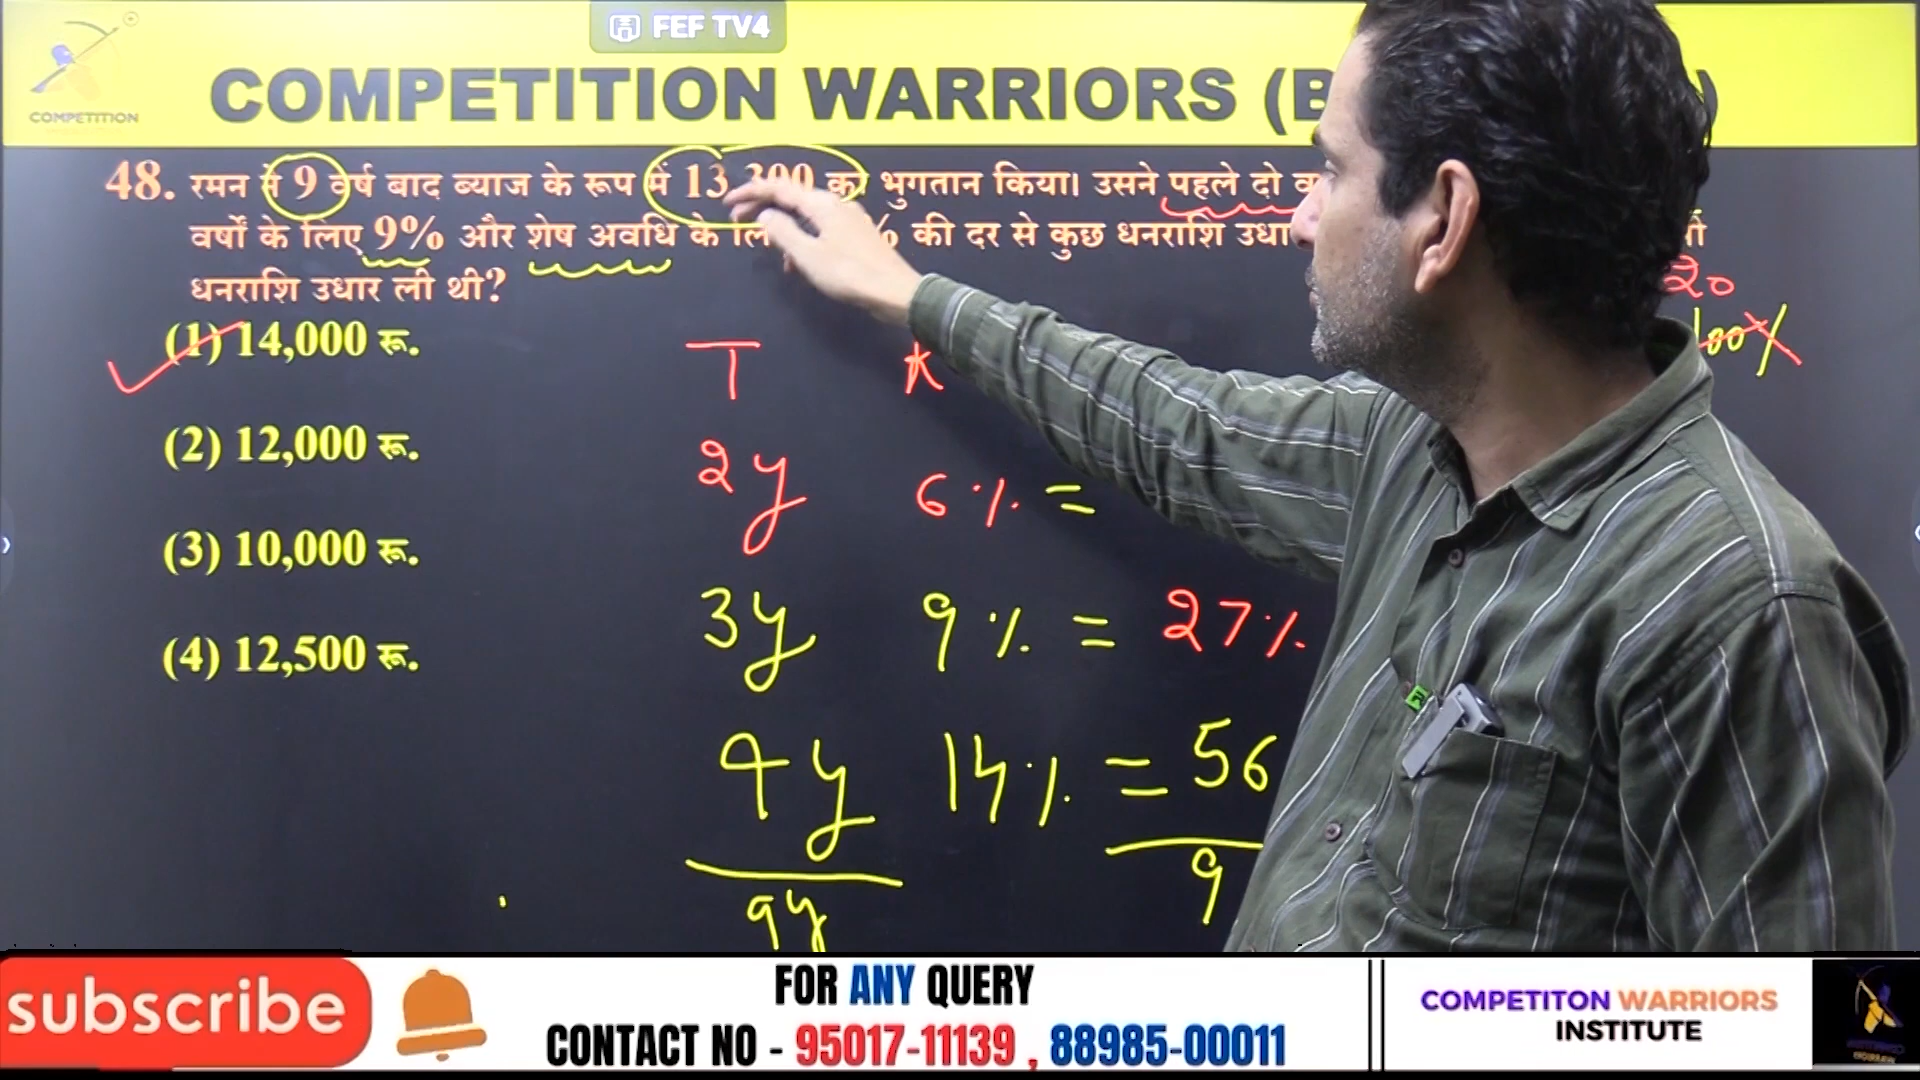 FEF TV4
COMPETITION WARRIORS
COMPETITION
48. रमन ने 9 वर्ष बाद ब्याज के रूप में 13,300 का भुगतान किया। उसने पहले दो
वर्षों के लिए 9% और शेष अवधि के % की दर से कुछ धनराशि
धनराशि उधार ली थी?
20
100%
(1) 14,000 रू.
(2) 12,000 रू.
(3) 10,000 रू.
(4) 12,500 रू.
T R
2y 6% =
3y 9% = 27%
4y 14% = 56
9y 9
subscribe
FOR ANY QUERY
CONTACT NO - 95017-11139 , 88985-00011
COMPETITON WARRIORS
INSTITUTE